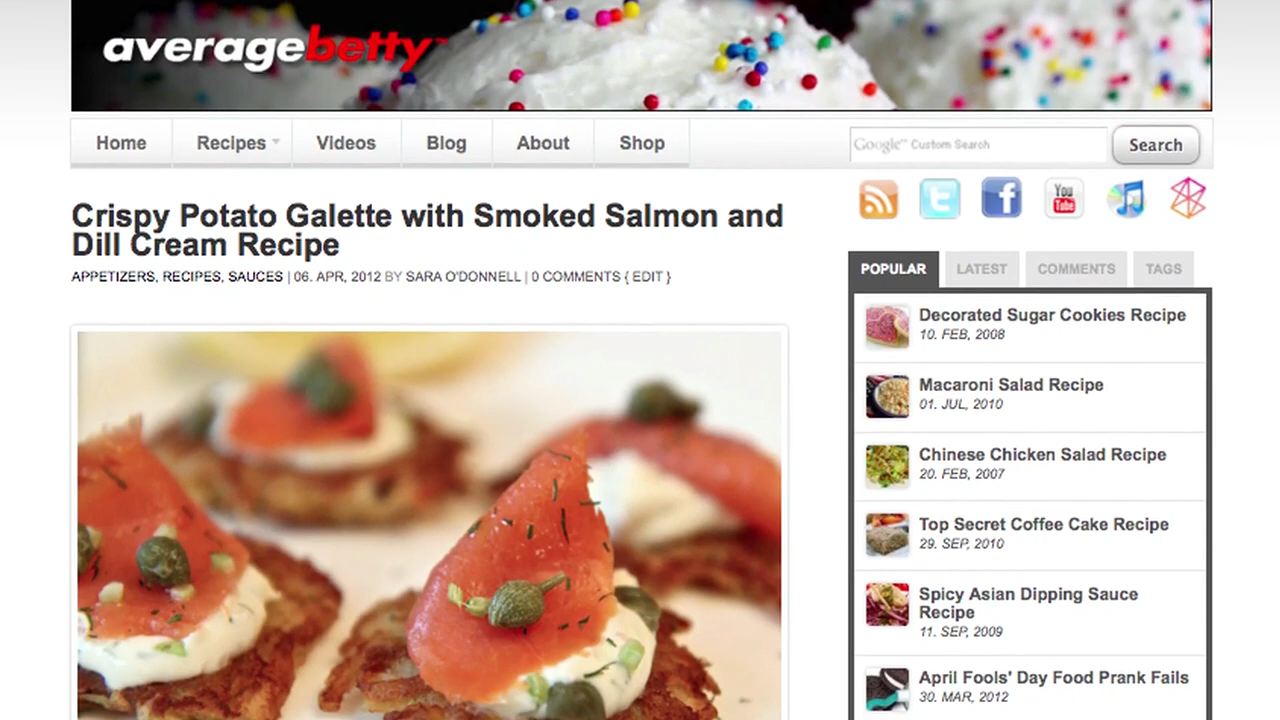 averagebetty™
Home
Recipes
Videos
Blog
About
Shop
Google™ Custom Search
Search
You
Tube
Crispy Potato Galette with Smoked Salmon and
Dill Cream Recipe
APPETIZERS, RECIPES, SAUCES | 06. APR, 2012 BY SARA O'DONNELL | 0 COMMENTS { EDIT }
POPULAR
LATEST
COMMENTS
TAGS
Decorated Sugar Cookies Recipe
10. FEB, 2008
Macaroni Salad Recipe
01. JUL, 2010
Chinese Chicken Salad Recipe
20. FEB, 2007
Top Secret Coffee Cake Recipe
29. SEP, 2010
Spicy Asian Dipping Sauce
Recipe
11. SEP, 2009
April Fools' Day Food Prank Fails
30. MAR, 2012